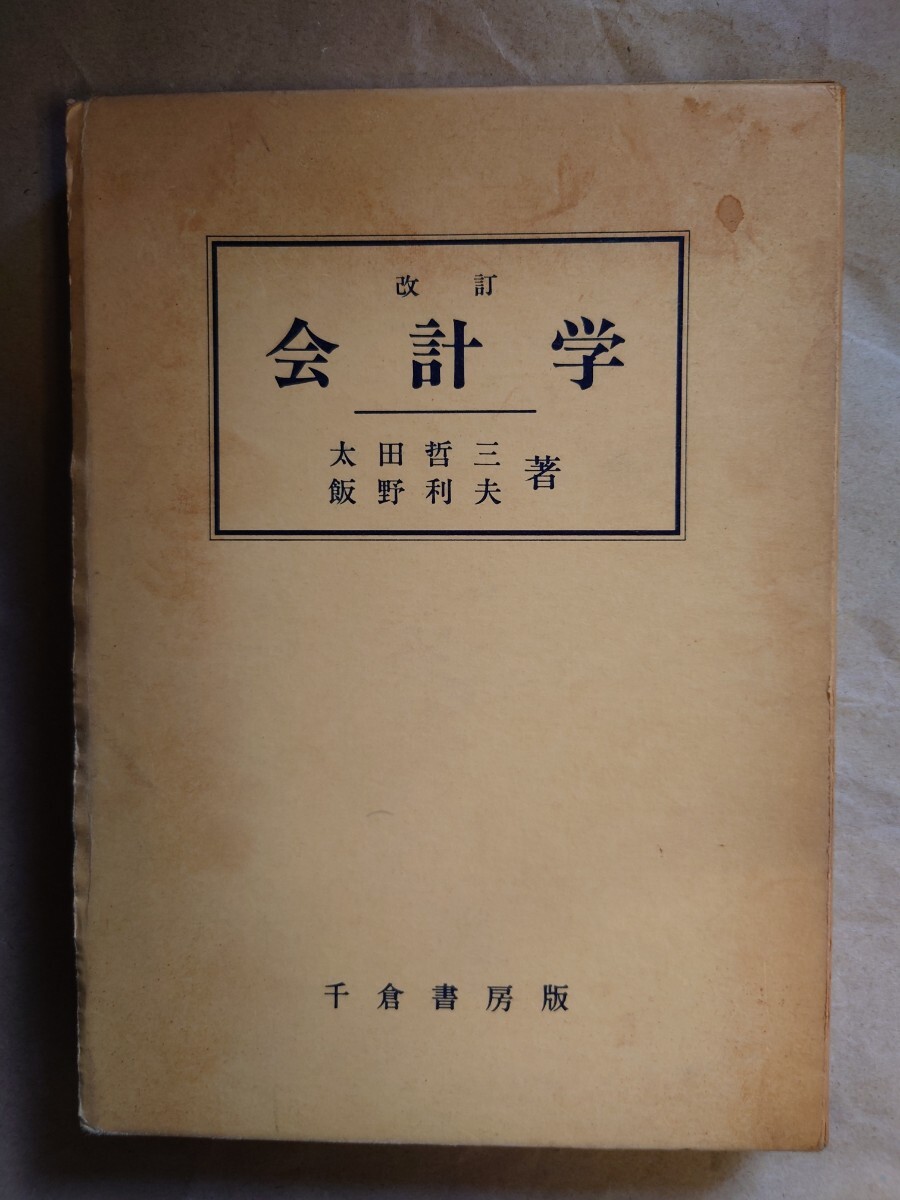 改訂
会計学
太田哲三
飯野利夫 著
千倉書房版